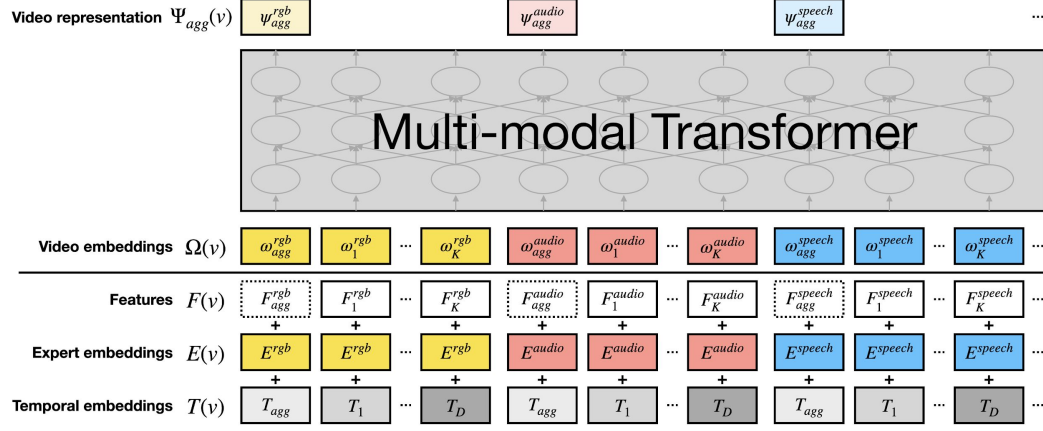 Video representation Ψ_agg(v) ψ_agg^rgb ψ_agg^audio ψ_agg^speech ...
Multi-modal Transformer
Video embeddings Ω(v) ω_agg^rgb ω_1^rgb ... ω_K^rgb ω_agg^audio ω_1^audio ... ω_K^audio ω_agg^speech ω_1^speech ... ω_K^speech ...
Features F(v) F_agg^rgb F_1^rgb ... F_K^rgb F_agg^audio F_1^audio ... F_K^audio F_agg^speech F_1^speech ... F_K^speech ...
+ + + + + + + + +
Expert embeddings E(v) E^rgb E^rgb ... E^rgb E^audio E^audio ... E^audio E^speech E^speech ... E^speech ...
+ + + + + + + + +
Temporal embeddings T(v) T_agg T_1 ... T_D T_agg T_1 ... T_D T_agg T_1 ... T_D ...